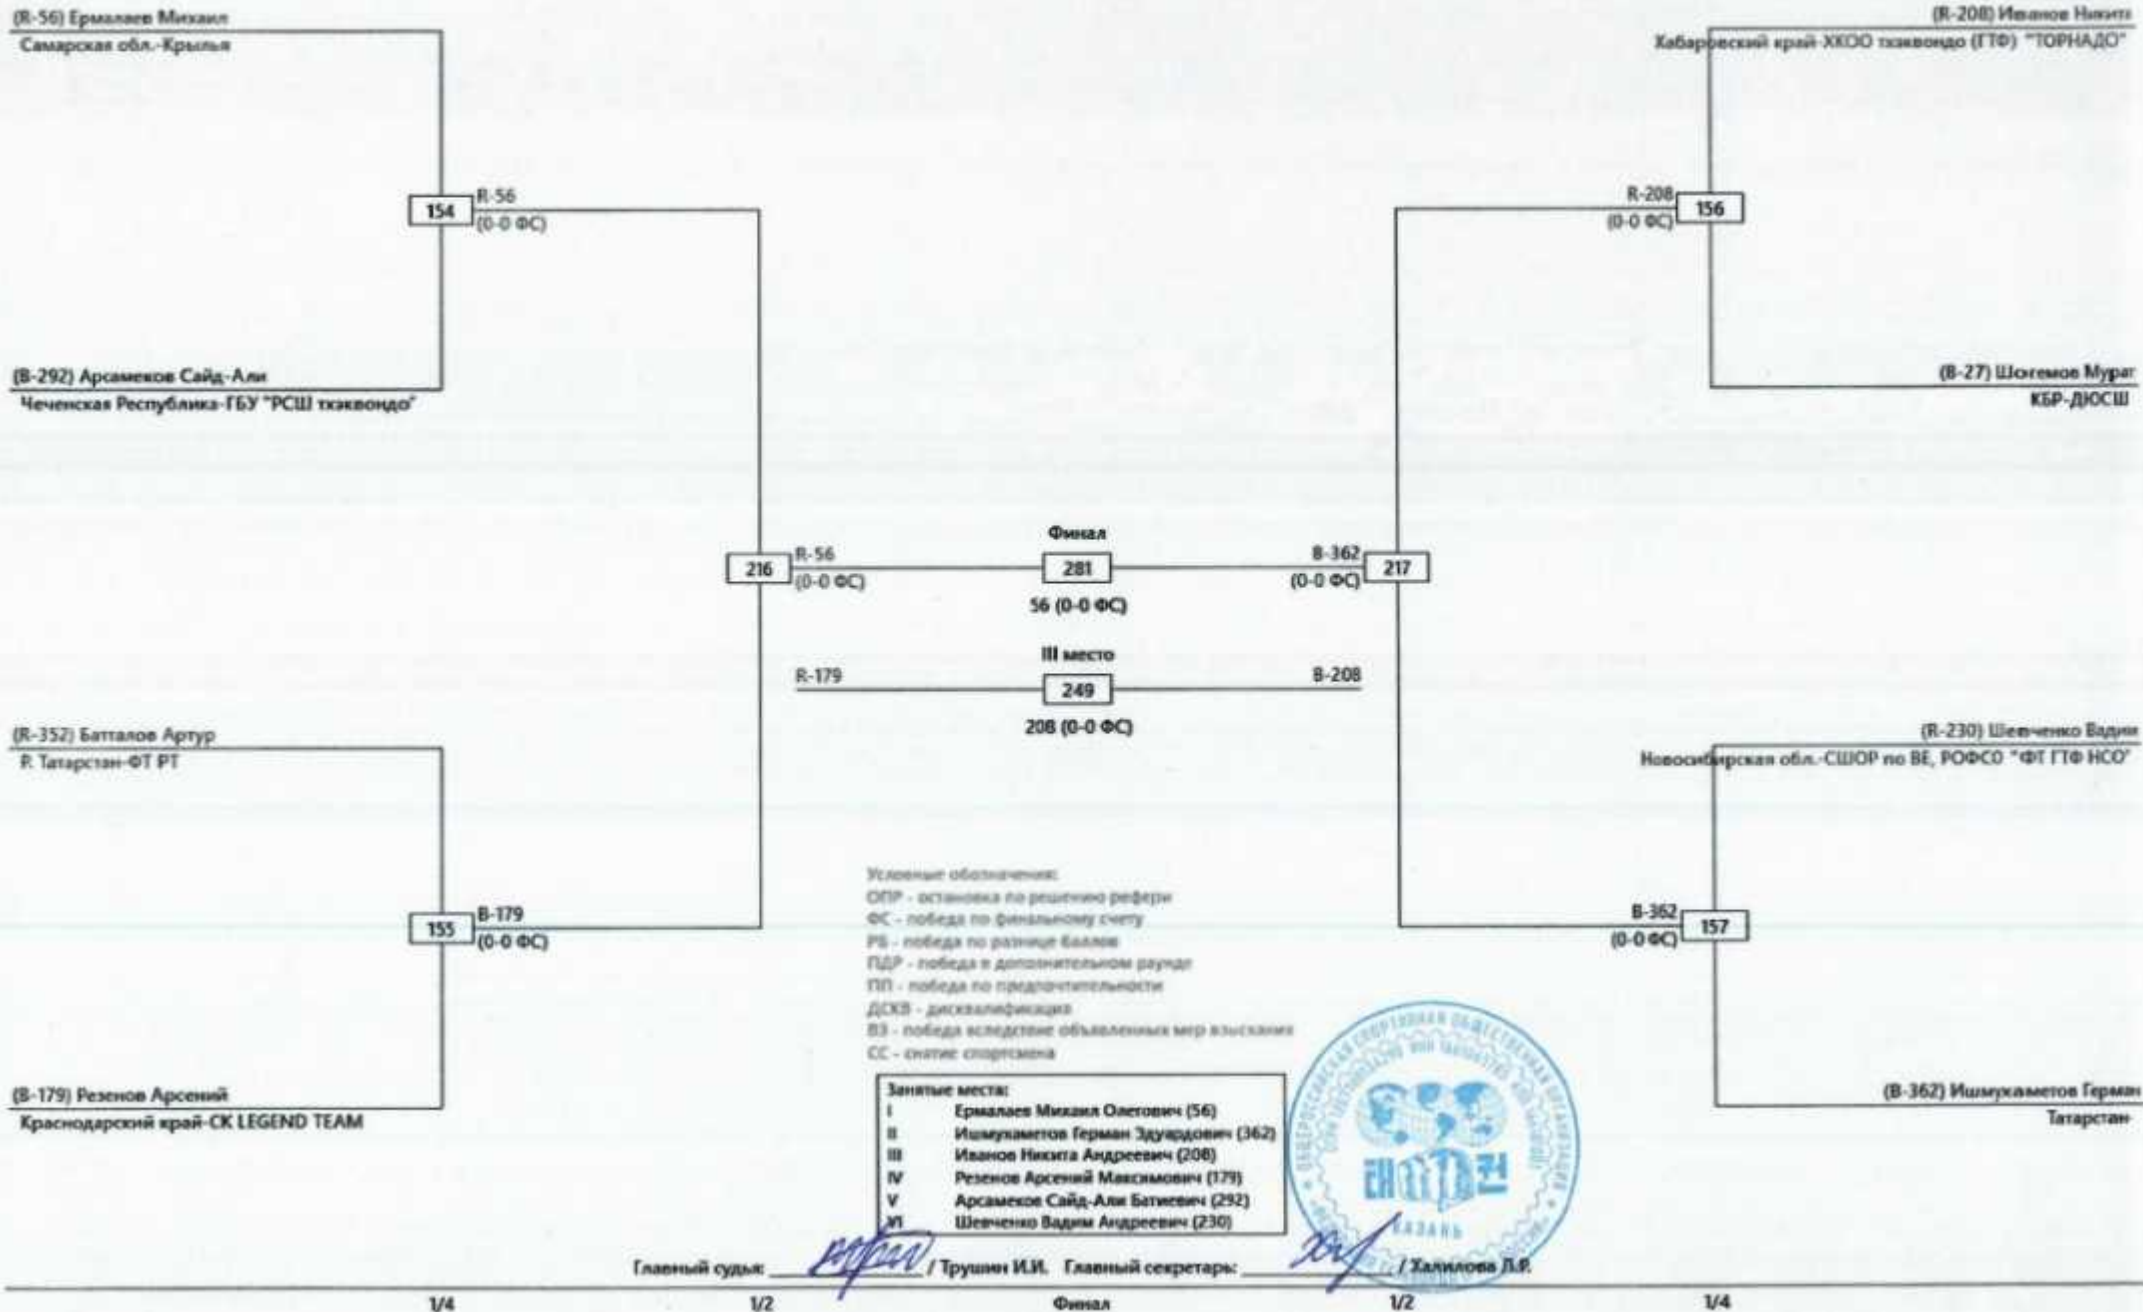 (R-56) Ермалаев Михаил
Самарская обл.-Крылья
(R-208) Иванов Никита
Хабаровский край-ХКОО тхэквондо (ГТФ) "ТОРНАДО"
154
R-56
(0-0 ФС)
R-208
(0-0 ФС)
156
(B-292) Арсамеков Сайд-Али
Чеченская Республика-ГБУ "РСШ тхэквондо"
(B-27) Шогемов Мурат
КБР-ДЮСШ
216
R-56
(0-0 ФС)
Финал
281
56 (0-0 ФС)
B-362
(0-0 ФС)
217
III место
R-179
249
B-208
208 (0-0 ФС)
(R-352) Батталов Артур
Р. Татарстан-ФТ РТ
(R-230) Шевченко Вадим
Новосибирская обл.-СШОР по ВЕ, РОФСО "ФТ ГТФ НСО"
155
B-179
(0-0 ФС)
B-362
(0-0 ФС)
157
Условные обозначения:
ОПР - остановка по решению рефери
ФС - победа по финальному счету
РБ - победа по разнице баллов
ПДР - победа в дополнительном раунде
ПП - победа по предпочтительности
ДСКВ - дисквалификация
ВЗ - победа вследствие объявленных мер взыскания
СС - снятие спортсмена
(B-179) Резенов Арсений
Краснодарский край-СК LEGEND TEAM
(B-362) Ишмухаметов Герман
Татарстан-
Занятые места:
I Ермалаев Михаил Олегович (56)
II Ишмухаметов Герман Эдуардович (362)
III Иванов Никита Андреевич (208)
IV Резенов Арсений Максимович (179)
V Арсамеков Сайд-Али Батиевич (292)
VI Шевченко Вадим Андреевич (230)
ОБЩЕРОССИЙСКАЯ СПОРТИВНАЯ ОБЩЕСТВЕННАЯ ОРГАНИЗАЦИЯ
태 권
КАЗАНЬ
Главный судья: / Трушин И.И. Главный секретарь: / Халилова Л.Р.
1/4 1/2 Финал 1/2 1/4